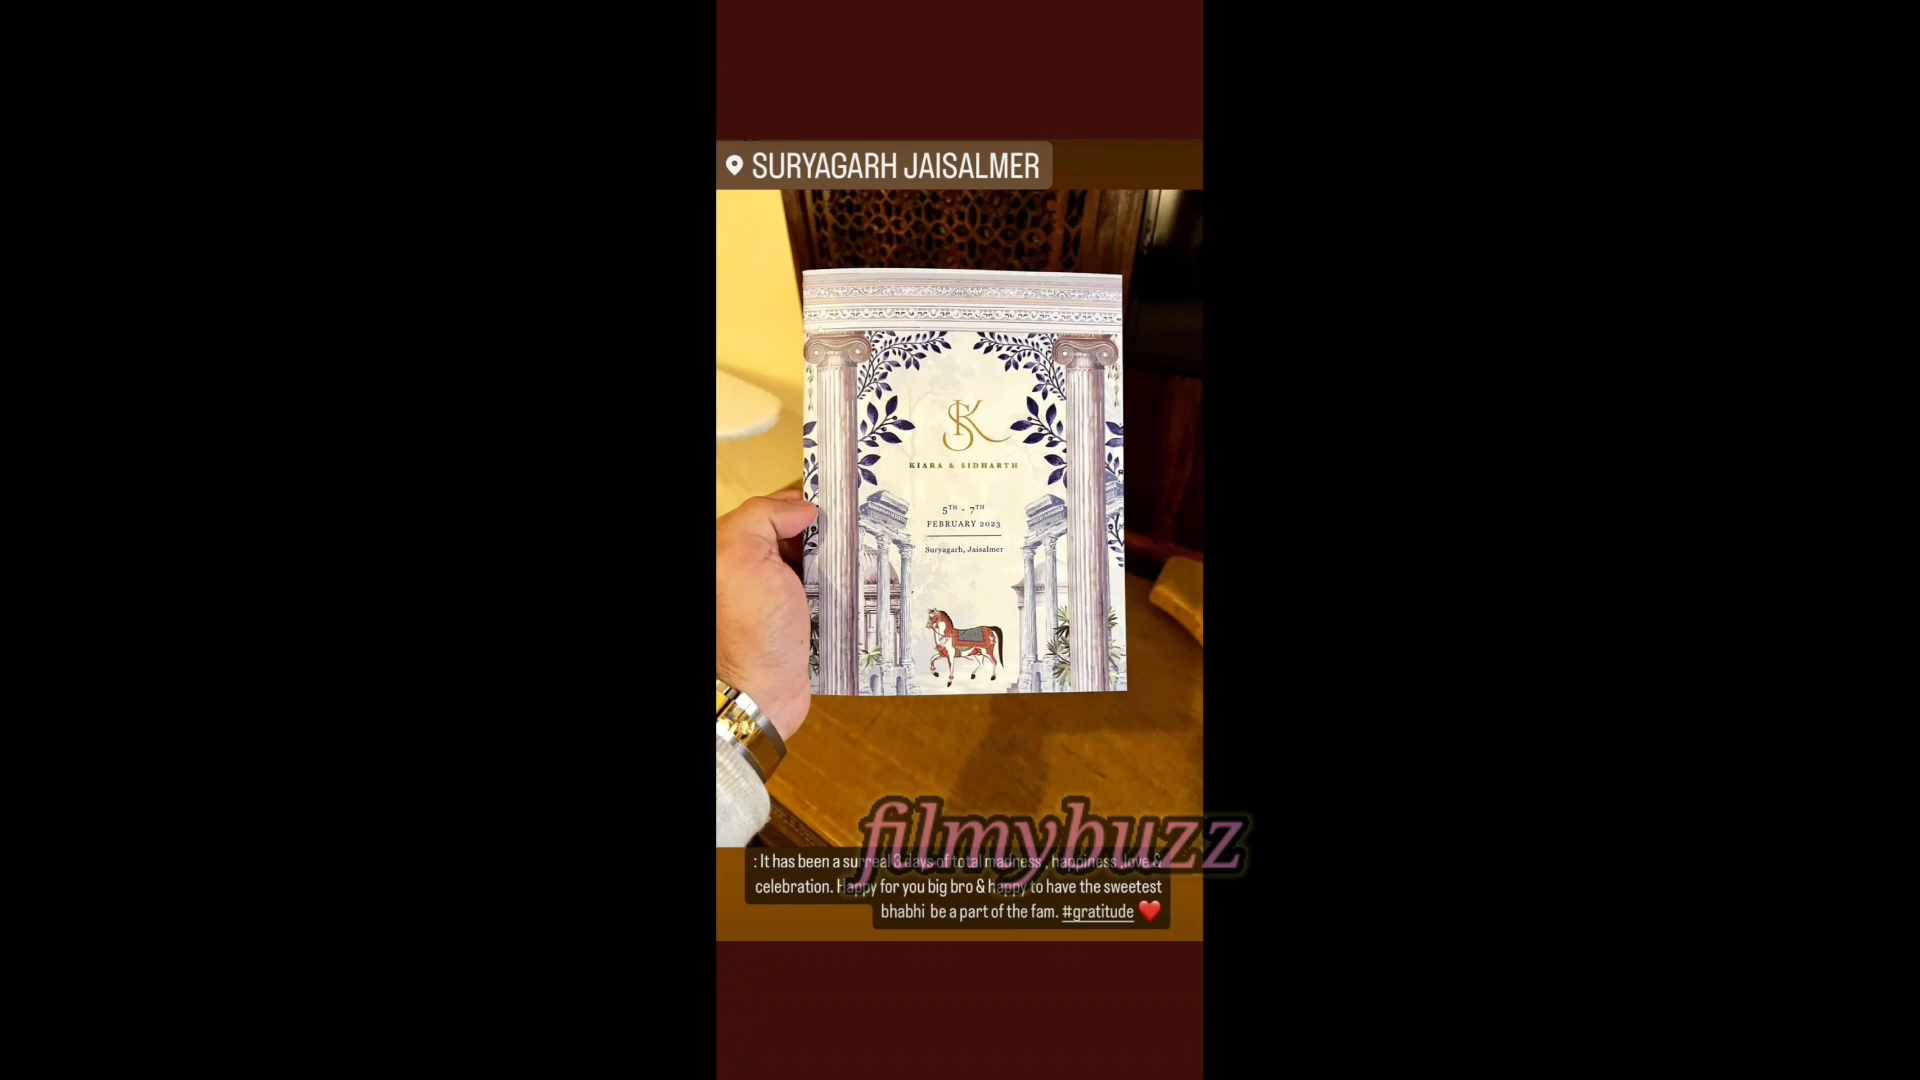 SURYAGARH JAISALMER
SK
KIARA & SIDHARTH
5TH - 7TH
FEBRUARY 2023
Suryagarh, Jaisalmer
filmybuzz
: It has been a surreal 3 days of total madness , happiness ,love &
celebration. Happy for you big bro & happy to have the sweetest
bhabhi be a part of the fam. #gratitude ❤️